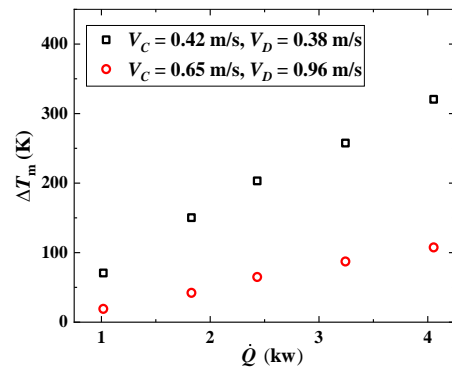 400
300
200
100
0
ΔT_m (K)
V_C = 0.42 m/s, V_D = 0.38 m/s
V_C = 0.65 m/s, V_D = 0.96 m/s
1 2 3 4
Q̇ (kw)